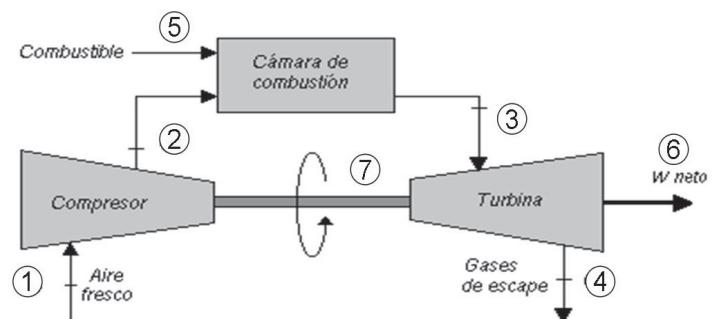 ⑤
Combustible
Cámara de
combustión
②
③
⑥
W neto
⑦
Compresor
Turbina
①
Aire
fresco
Gases
de escape
④